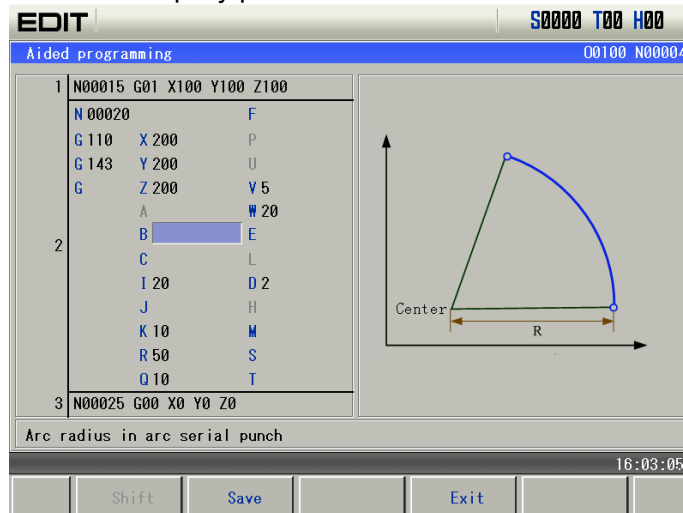 EDIT S0000 T00 H00
Aided programming O0100 N00004
1 N00015 G01 X100 Y100 Z100
N 00020 F
G 110 X 200 P
G 143 Y 200 U
G Z 200 V 5
A W 20
2 B E
C L
I 20 D 2
J H
K 10 M
R 50 S
Q 10 T
3 N00025 G00 X0 Y0 Z0
Center
R
Arc radius in arc serial punch
16:03:05
Shift Save Exit